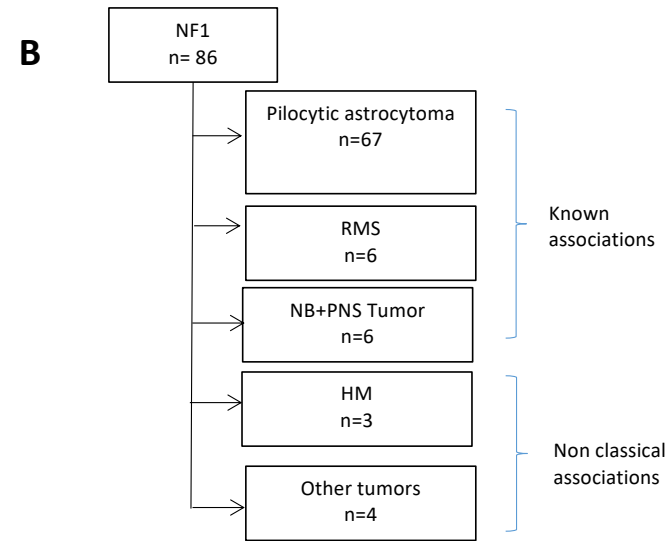 B
NF1
n= 86
Pilocytic astrocytoma
n=67
RMS
n=6
NB+PNS Tumor
n=6
Known
associations
HM
n=3
Other tumors
n=4
Non classical
associations